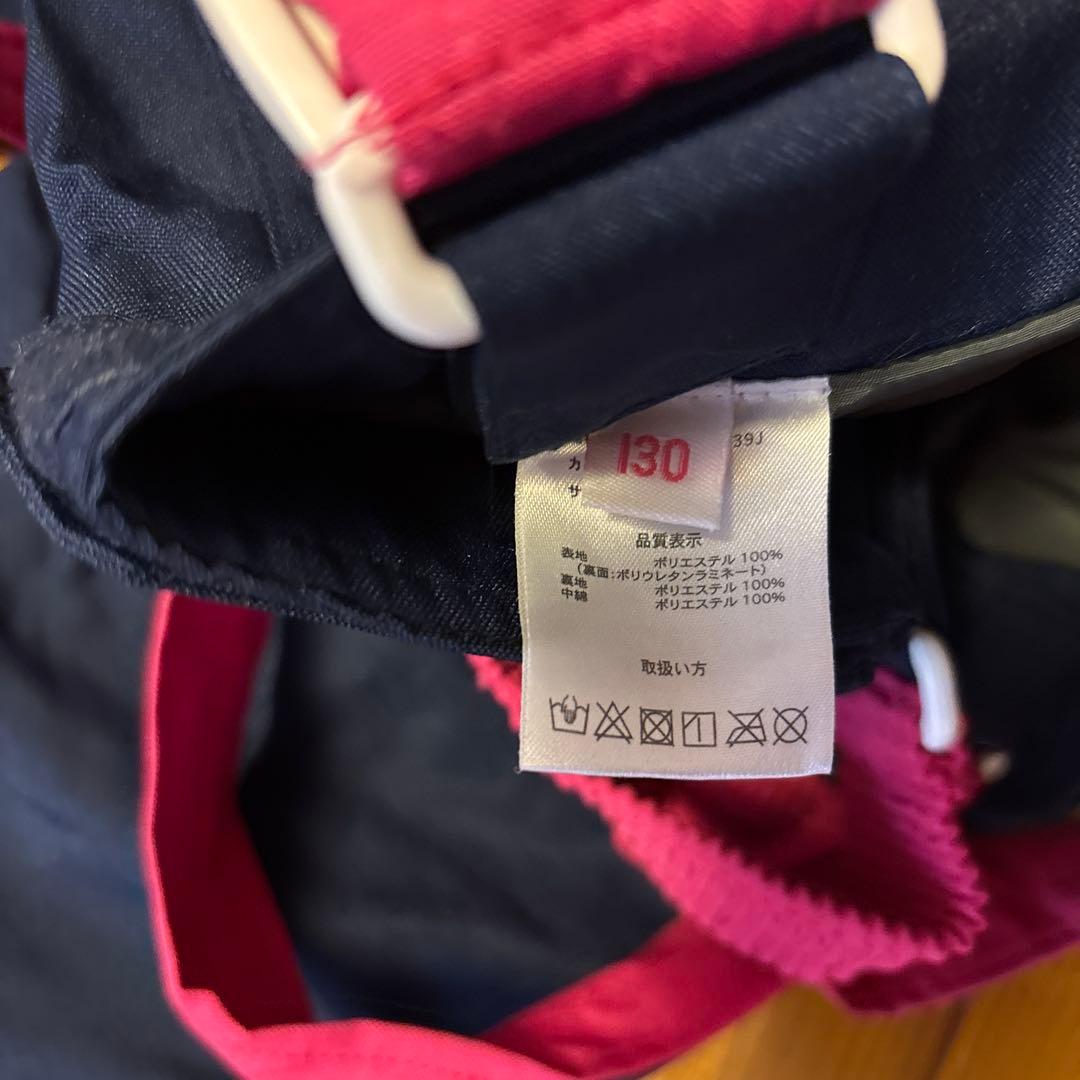 130
39J
カ
サ
品質表示
表地 ポリエステル 100%
(裏面:ポリウレタンラミネート)
裏地 ポリエステル 100%
中綿 ポリエステル 100%
取扱い方